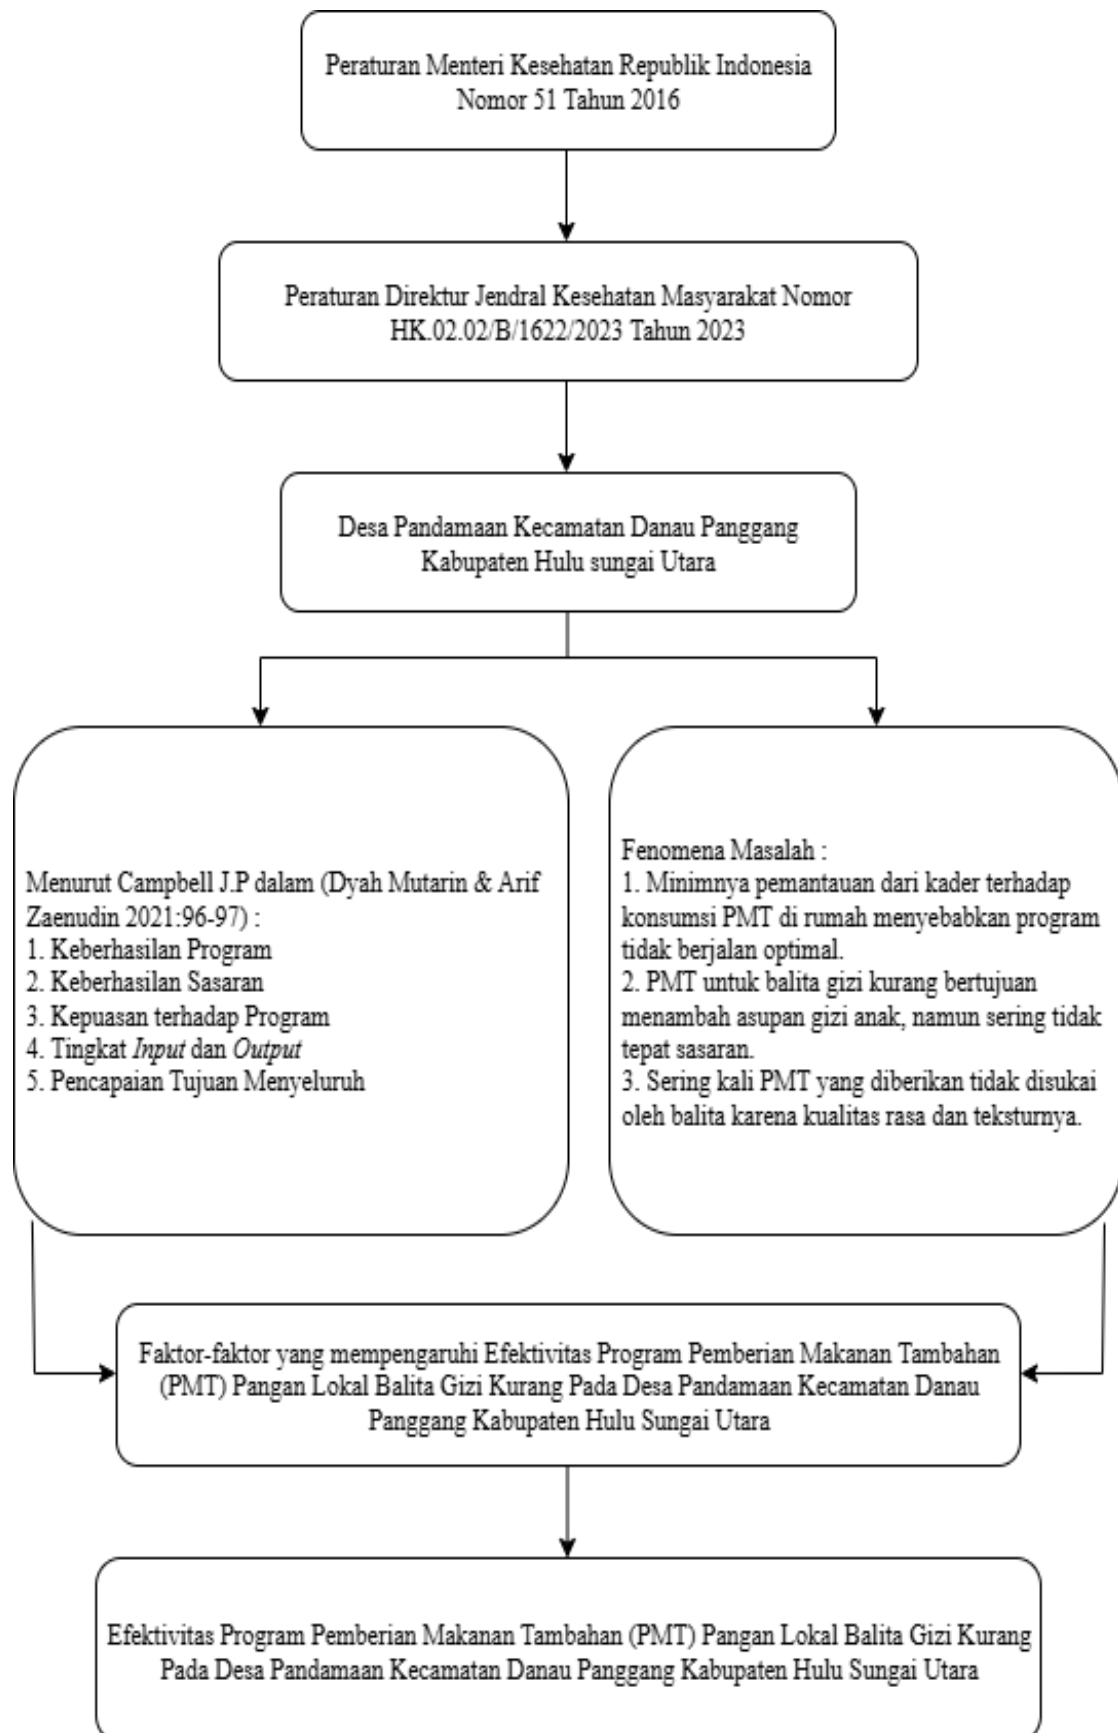 Peraturan Menteri Kesehatan Republik Indonesia
Nomor 51 Tahun 2016
Peraturan Direktur Jendral Kesehatan Masyarakat Nomor
HK.02.02/B/1622/2023 Tahun 2023
Desa Pandamaan Kecamatan Danau Panggang
Kabupaten Hulu sungai Utara
Menurut Campbell J.P dalam (Dyah Mutarin & Arif
Zaenudin 2021:96-97) :
1. Keberhasilan Program
2. Keberhasilan Sasaran
3. Kepuasan terhadap Program
4. Tingkat Input dan Output
5. Pencapaian Tujuan Menyeluruh
Fenomena Masalah :
1. Minimnya pemantauan dari kader terhadap
konsumsi PMT di rumah menyebabkan program
tidak berjalan optimal.
2. PMT untuk balita gizi kurang bertujuan
menambah asupan gizi anak, namun sering tidak
tepat sasaran.
3. Sering kali PMT yang diberikan tidak disukai
oleh balita karena kualitas rasa dan teksturnya.
Faktor-faktor yang mempengaruhi Efektivitas Program Pemberian Makanan Tambahan
(PMT) Pangan Lokal Balita Gizi Kurang Pada Desa Pandamaan Kecamatan Danau
Panggang Kabupaten Hulu Sungai Utara
Efektivitas Program Pemberian Makanan Tambahan (PMT) Pangan Lokal Balita Gizi Kurang
Pada Desa Pandamaan Kecamatan Danau Panggang Kabupaten Hulu Sungai Utara